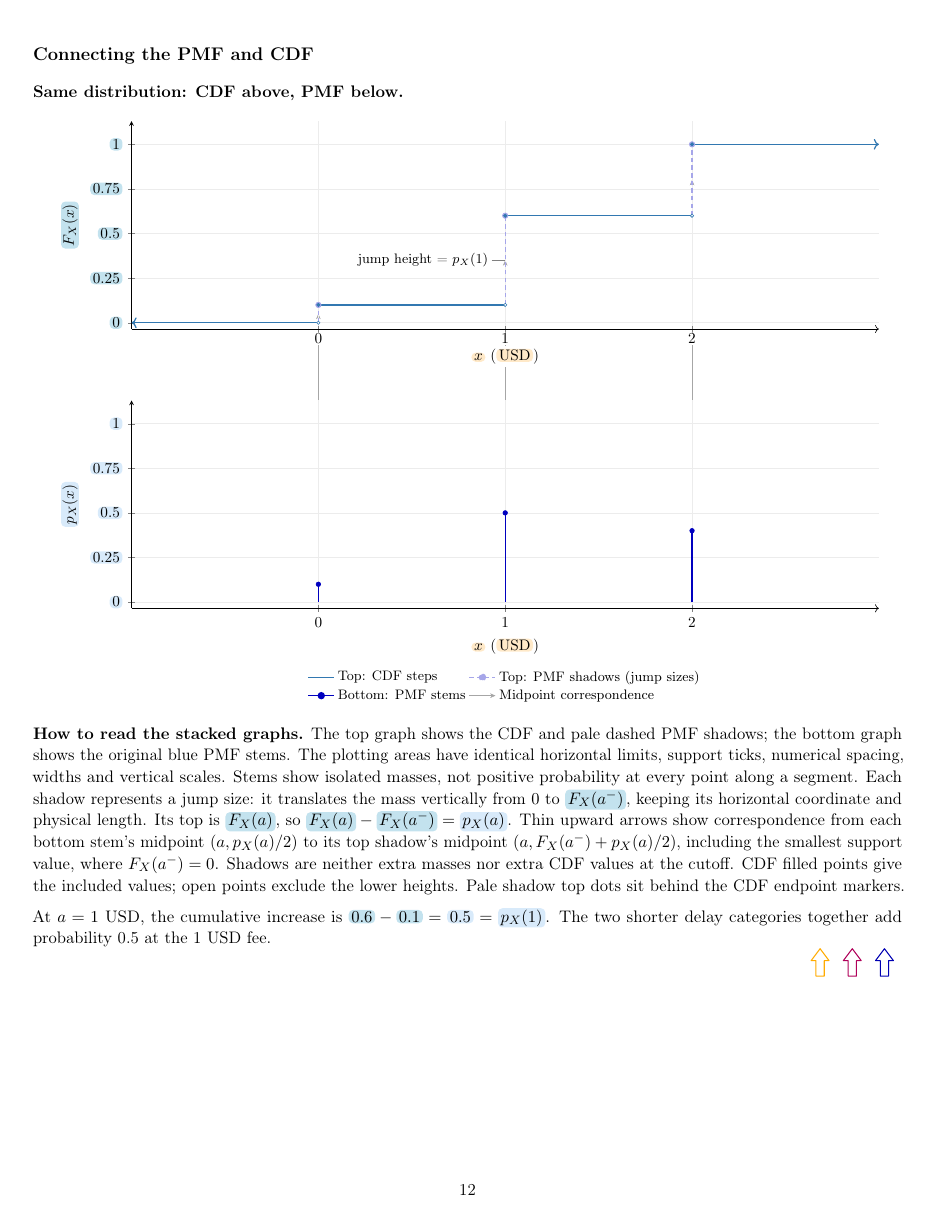 Connecting the PMF and CDF
Same distribution: CDF above, PMF below.
1
0.75
0.5
0.25
0
F_X(x)
jump height = p_X(1)
0 1 2
x (USD)
1
0.75
0.5
0.25
0
p_X(x)
0 1 2
x (USD)
Top: CDF steps Top: PMF shadows (jump sizes)
Bottom: PMF stems Midpoint correspondence
How to read the stacked graphs. The top graph shows the CDF and pale dashed PMF shadows; the bottom graph
shows the original blue PMF stems. The plotting areas have identical horizontal limits, support ticks, numerical spacing,
widths and vertical scales. Stems show isolated masses, not positive probability at every point along a segment. Each
shadow represents a jump size: it translates the mass vertically from 0 to F_X(a⁻), keeping its horizontal coordinate and
physical length. Its top is F_X(a), so F_X(a) − F_X(a⁻) = p_X(a). Thin upward arrows show correspondence from each
bottom stem's midpoint (a, p_X(a)/2) to its top shadow's midpoint (a, F_X(a⁻) + p_X(a)/2), including the smallest support
value, where F_X(a⁻) = 0. Shadows are neither extra masses nor extra CDF values at the cutoff. CDF filled points give
the included values; open points exclude the lower heights. Pale shadow top dots sit behind the CDF endpoint markers.
At a = 1 USD, the cumulative increase is 0.6 − 0.1 = 0.5 = p_X(1). The two shorter delay categories together add
probability 0.5 at the 1 USD fee.
12